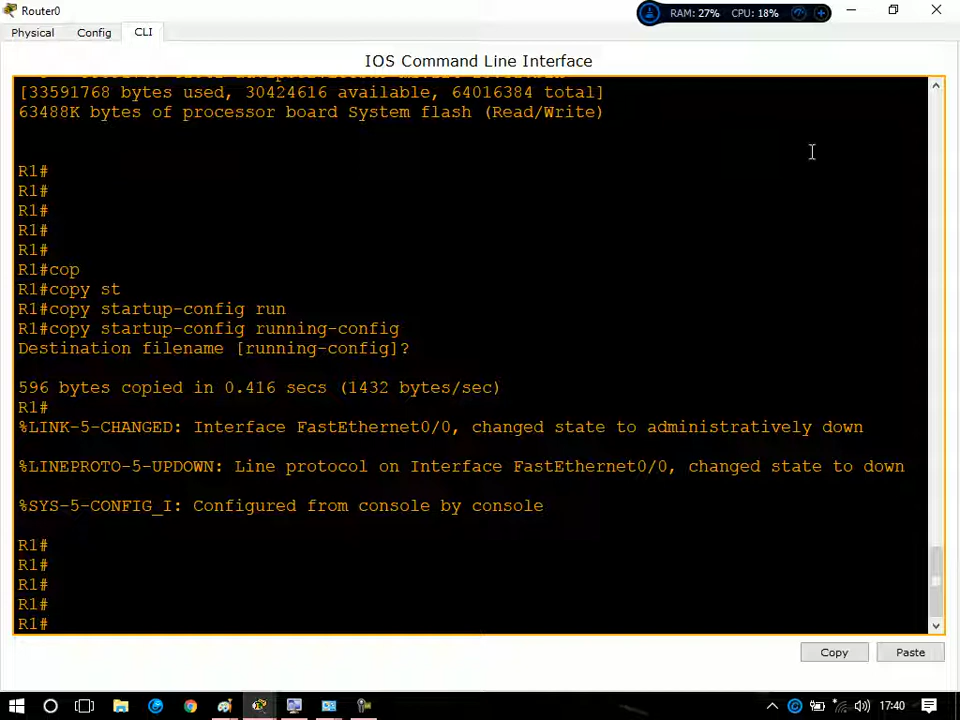 Router0
RAM: 27% CPU: 18%
Physical Config CLI
IOS Command Line Interface
[33591768 bytes used, 30424616 available, 64016384 total]
63488K bytes of processor board System flash (Read/Write)
R1#
R1#
R1#
R1#
R1#
R1#cop
R1#copy st
R1#copy startup-config run
R1#copy startup-config running-config
Destination filename [running-config]?
596 bytes copied in 0.416 secs (1432 bytes/sec)
R1#
%LINK-5-CHANGED: Interface FastEthernet0/0, changed state to administratively down
%LINEPROTO-5-UPDOWN: Line protocol on Interface FastEthernet0/0, changed state to down
%SYS-5-CONFIG_I: Configured from console by console
R1#
R1#
R1#
R1#
R1#
Copy Paste
17:40